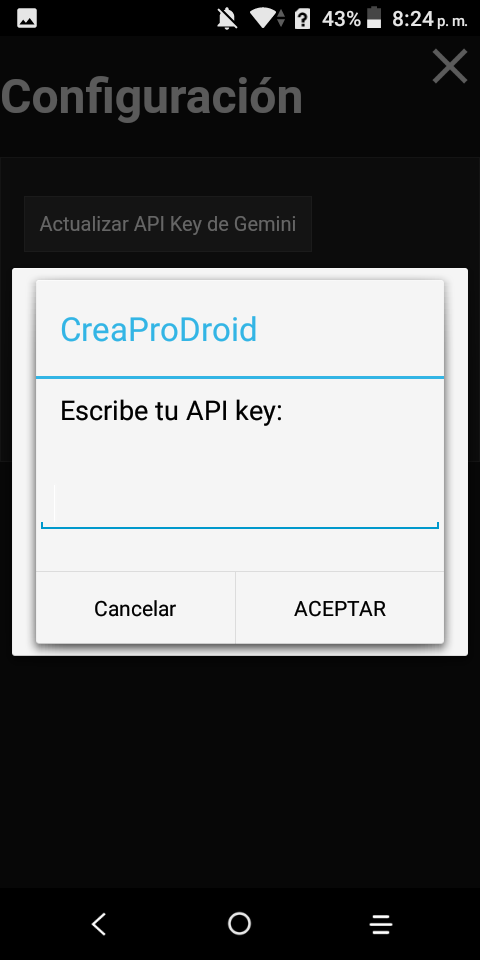 43% 8:24 p. m.
Configuración
Actualizar API Key de Gemini
CreaProDroid
Escribe tu API key:
Cancelar
ACEPTAR